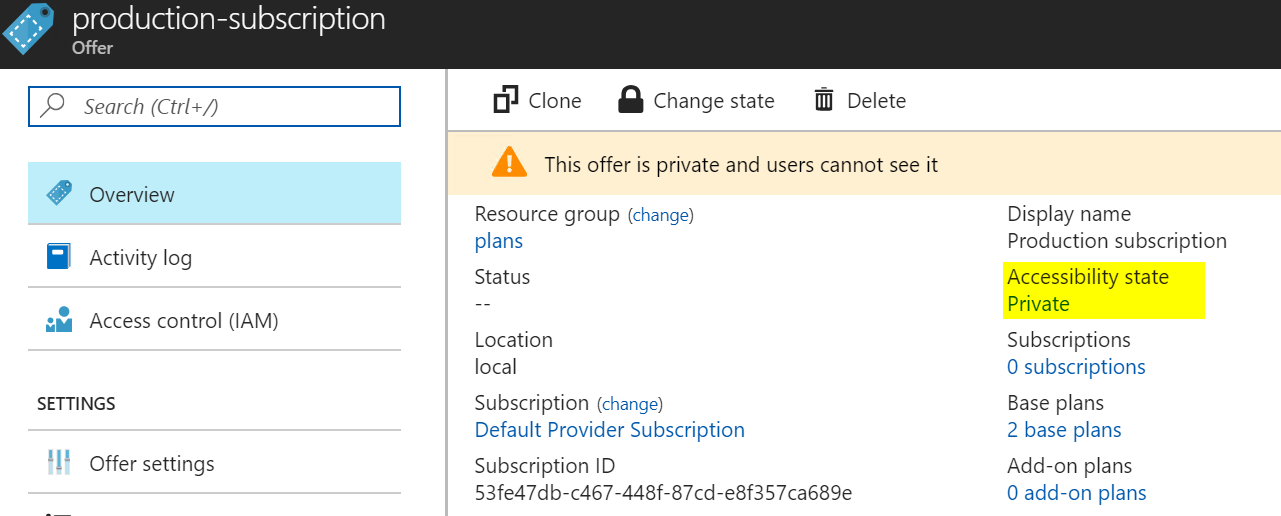 production-subscription
Offer
Search (Ctrl+/)
Overview
Activity log
Access control (IAM)
SETTINGS
Offer settings
Clone
Change state
Delete
This offer is private and users cannot see it
Resource group (change)
plans
Status
--
Location
local
Subscription (change)
Default Provider Subscription
Subscription ID
53fe47db-c467-448f-87cd-e8f357ca689e
Display name
Production subscription
Accessibility state
Private
Subscriptions
0 subscriptions
Base plans
2 base plans
Add-on plans
0 add-on plans